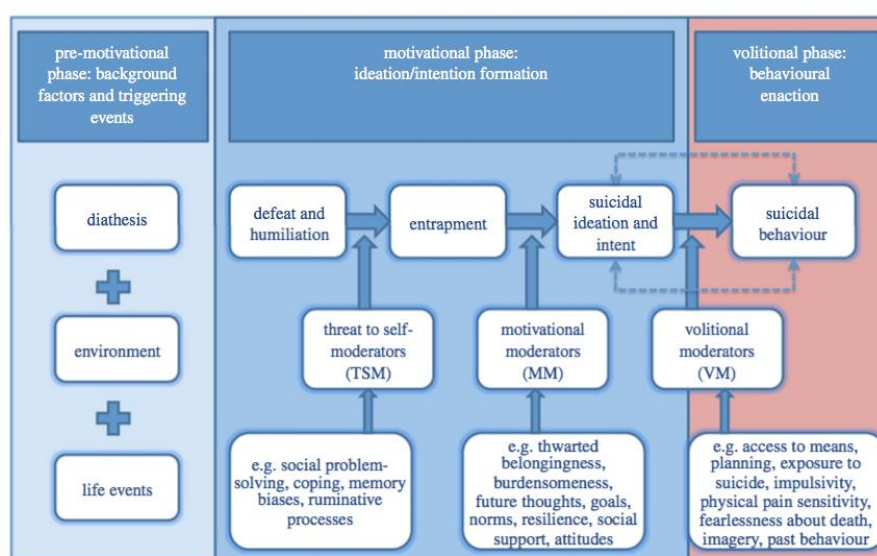 pre-motivational
phase: background
factors and triggering
events
motivational phase:
ideation/intention formation
volitional phase:
behavioural
enaction
diathesis
environment
life events
defeat and
humiliation
entrapment
suicidal
ideation and
intent
suicidal
behaviour
threat to self-
moderators
(TSM)
motivational
moderators
(MM)
volitional
moderators
(VM)
e.g. social problem-
solving, coping, memory
biases, ruminative
processes
e.g. thwarted
belongingness,
burdensomeness,
future thoughts, goals,
norms, resilience, social
support, attitudes
e.g. access to means,
planning, exposure to
suicide, impulsivity,
physical pain sensitivity,
fearlessness about death,
imagery, past behaviour